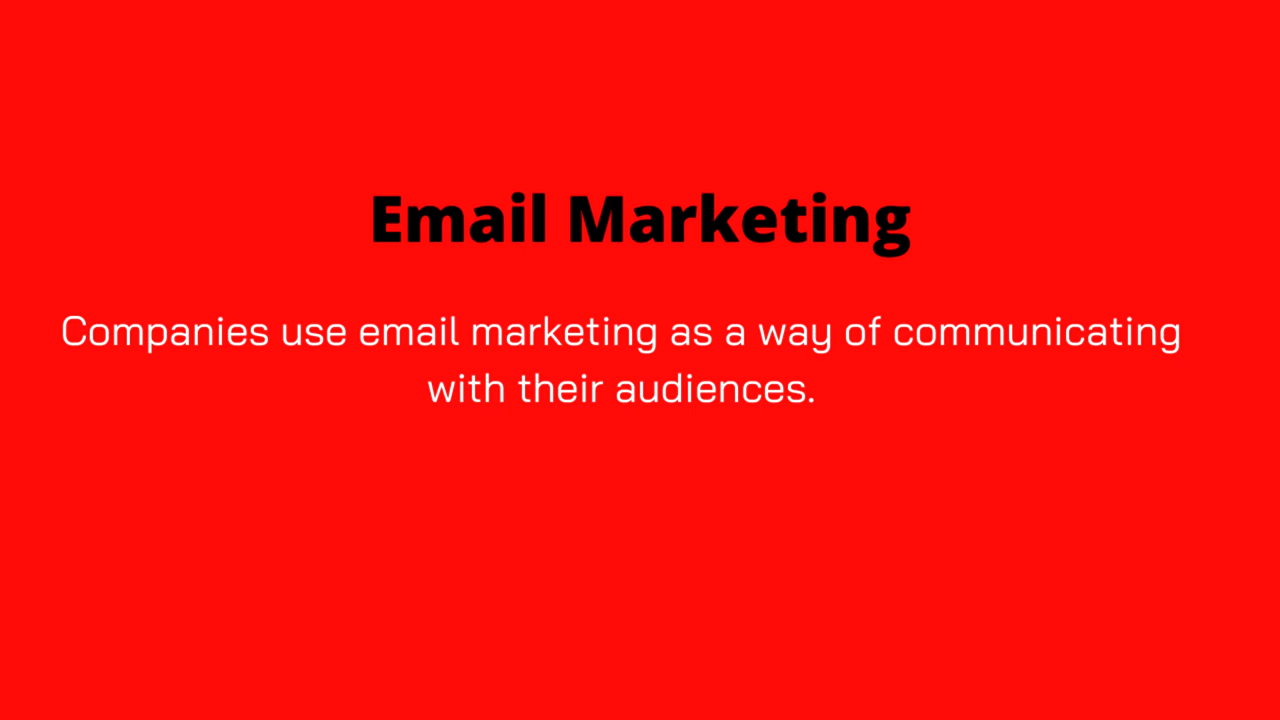 Email Marketing
Companies use email marketing as a way of communicating
with their audiences.